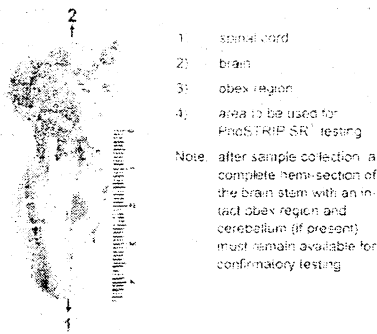 2
1 spinal cord
2) brain
3) obex region
4) area to be used for
PrioSTRIP SR* testing
Note: after sample collection a
complete hemi-section of
the brain stem with an in-
tact obex region and
cerebellum (if present)
must remain available for
confirmatory testing
1